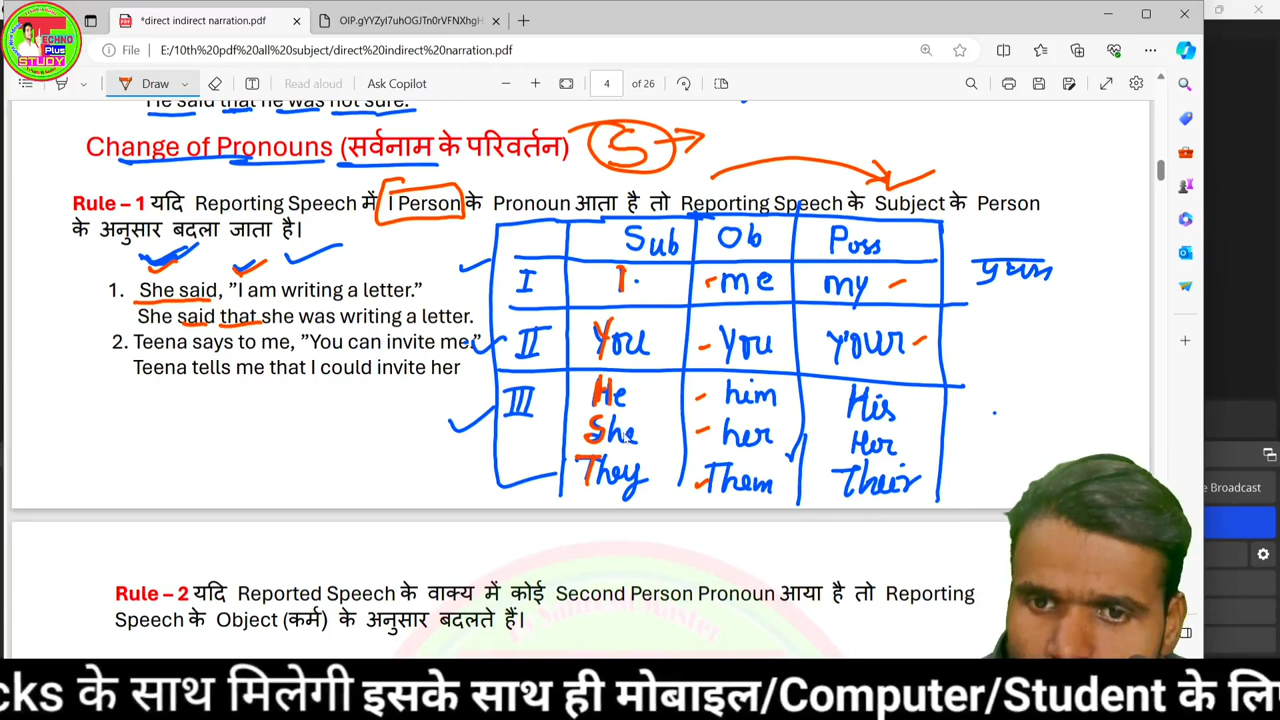 *direct indirect narration.pdf
OIP.gYYZyI7uhOGJTn0rVFNXhgH
File E:/10th%20pdf%20all%20subject/direct%20indirect%20narration.pdf
ECHNO Plus STUDY
Draw Read aloud Ask Copilot 4 of 26
He said that he was not sure.
Change of Pronouns (सर्वनाम के परिवर्तन) S
Rule – 1 यदि Reporting Speech में I Person के Pronoun आता है तो Reporting Speech के Subject के Person
के अनुसार बदला जाता है।
Sub Ob Poss
I I me my
1. She said, ”I am writing a letter.”
She said that she was writing a letter.
2. Teena says to me, ”You can invite me.”
II You You your
Teena tells me that I could invite her
III He him His
She her Her
They Them Their
e Broadcast
Rule – 2 यदि Reported Speech के वाक्य में कोई Second Person Pronoun आया है तो Reporting
Speech के Object (कर्म) के अनुसार बदलते हैं।
cks के साथ मिलेगी इसके साथ ही मोबाइल/Computer/Student के लि